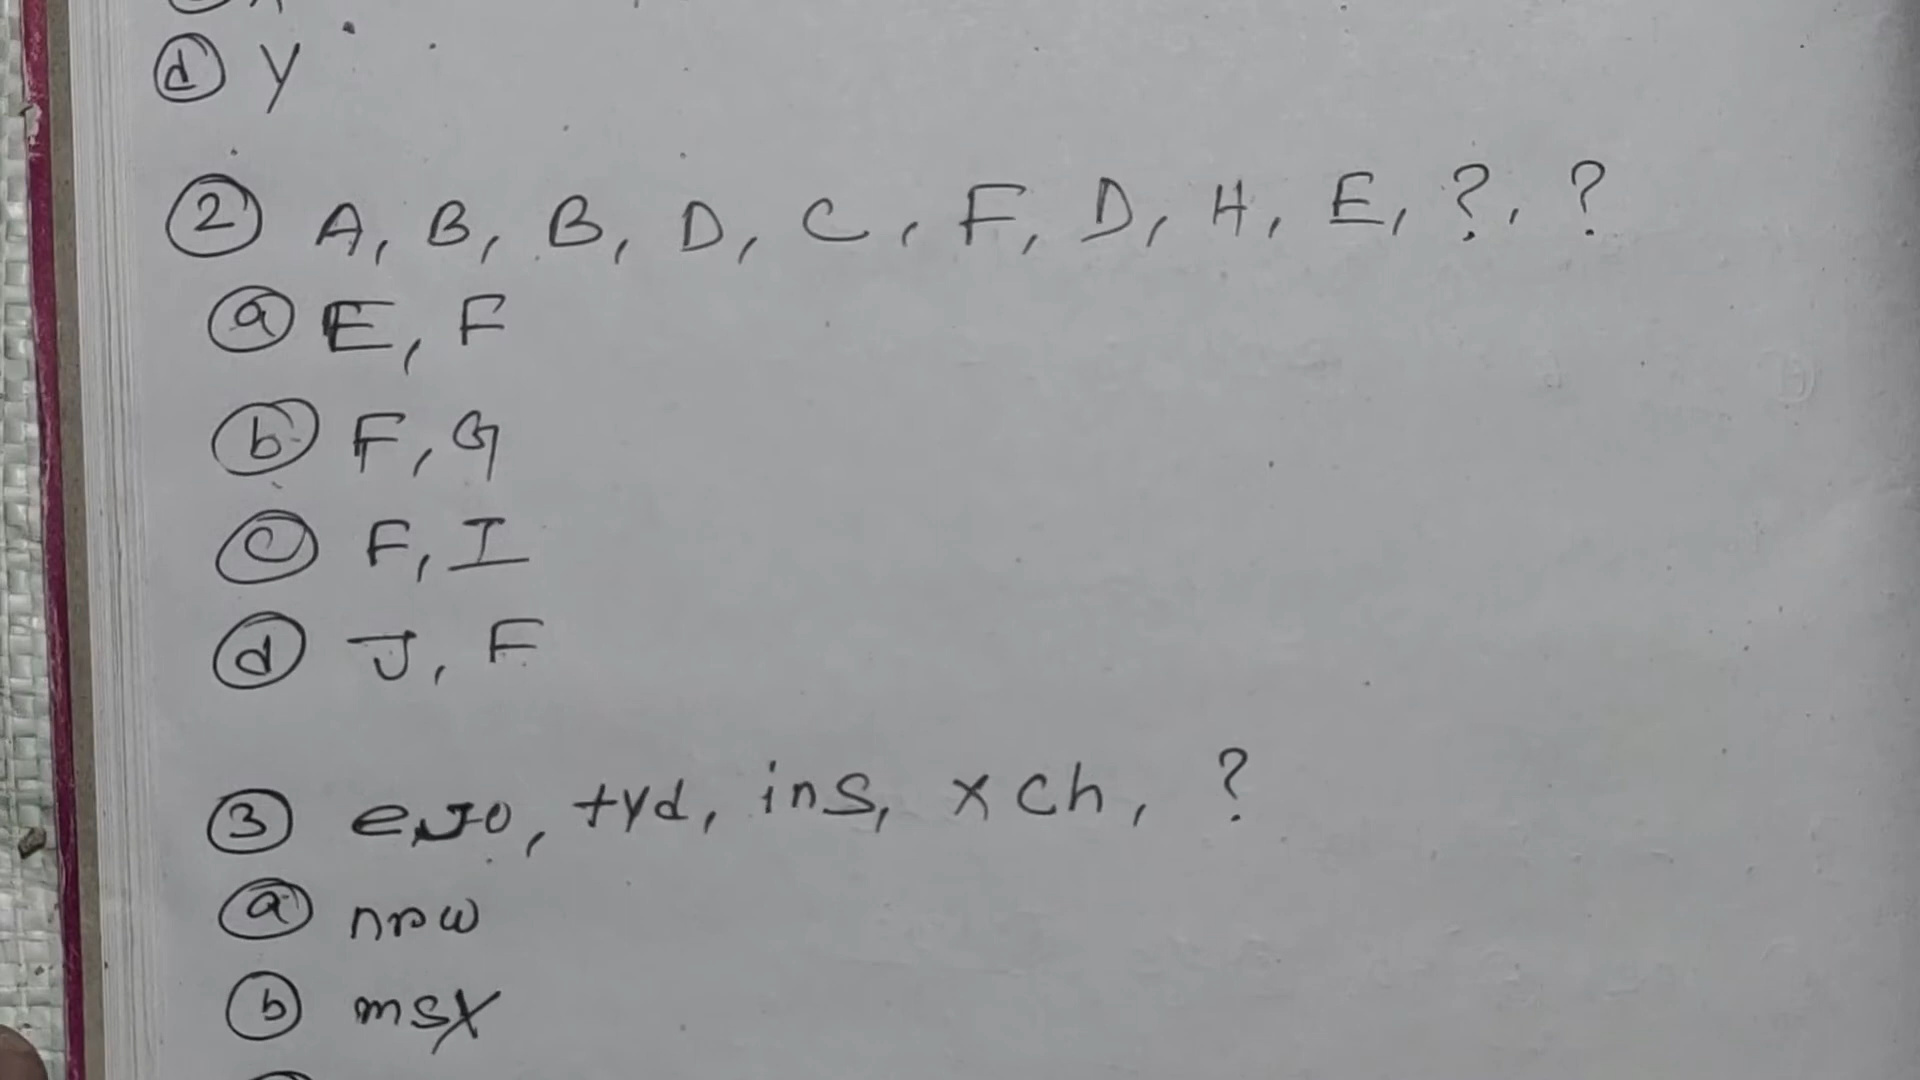 (d) Y
(2) A, B, B, D, C, F, D, H, E, ?, ?
(a) E, F
(b) F, G
(c) F, I
(d) J, F
(3) eJo, tyd, ins, xch, ?
(a) nrw
(b) msx